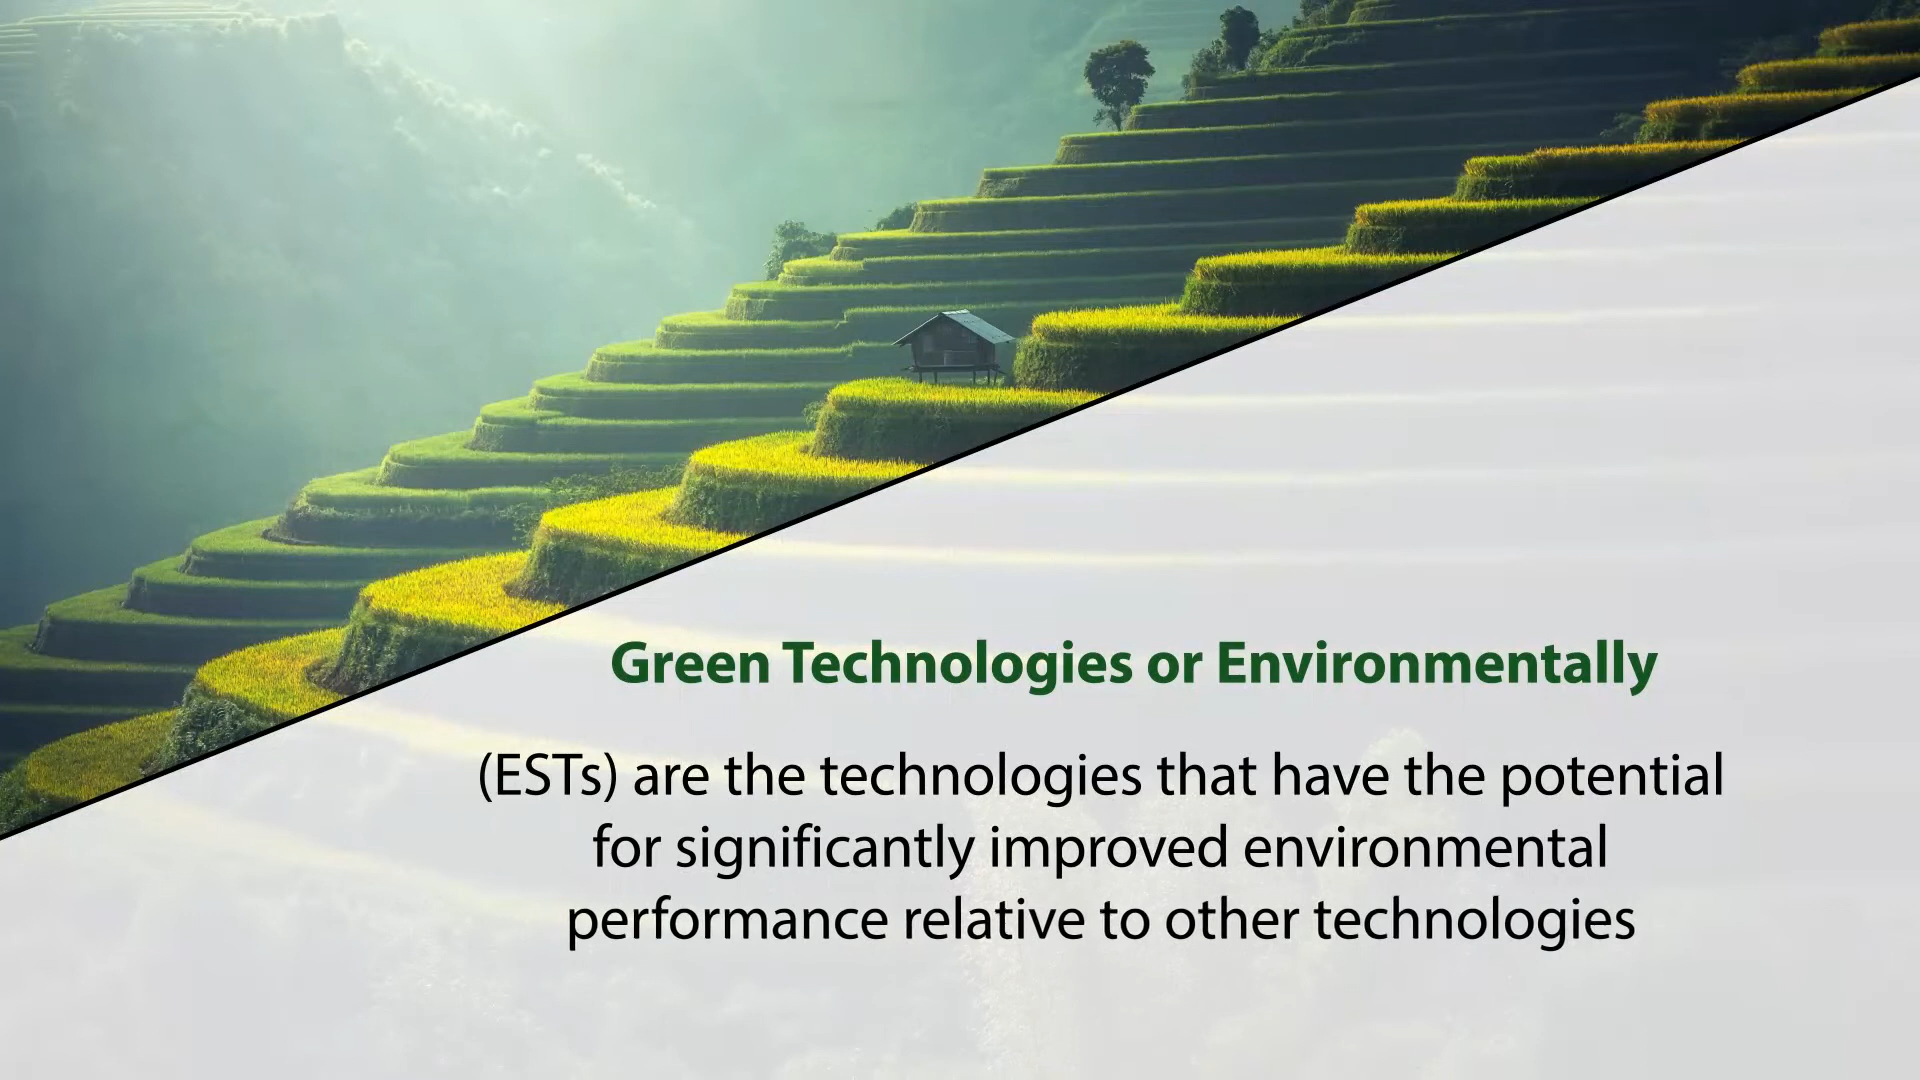 Green Technologies or Environmentally
(ESTs) are the technologies that have the potential
for significantly improved environmental
performance relative to other technologies